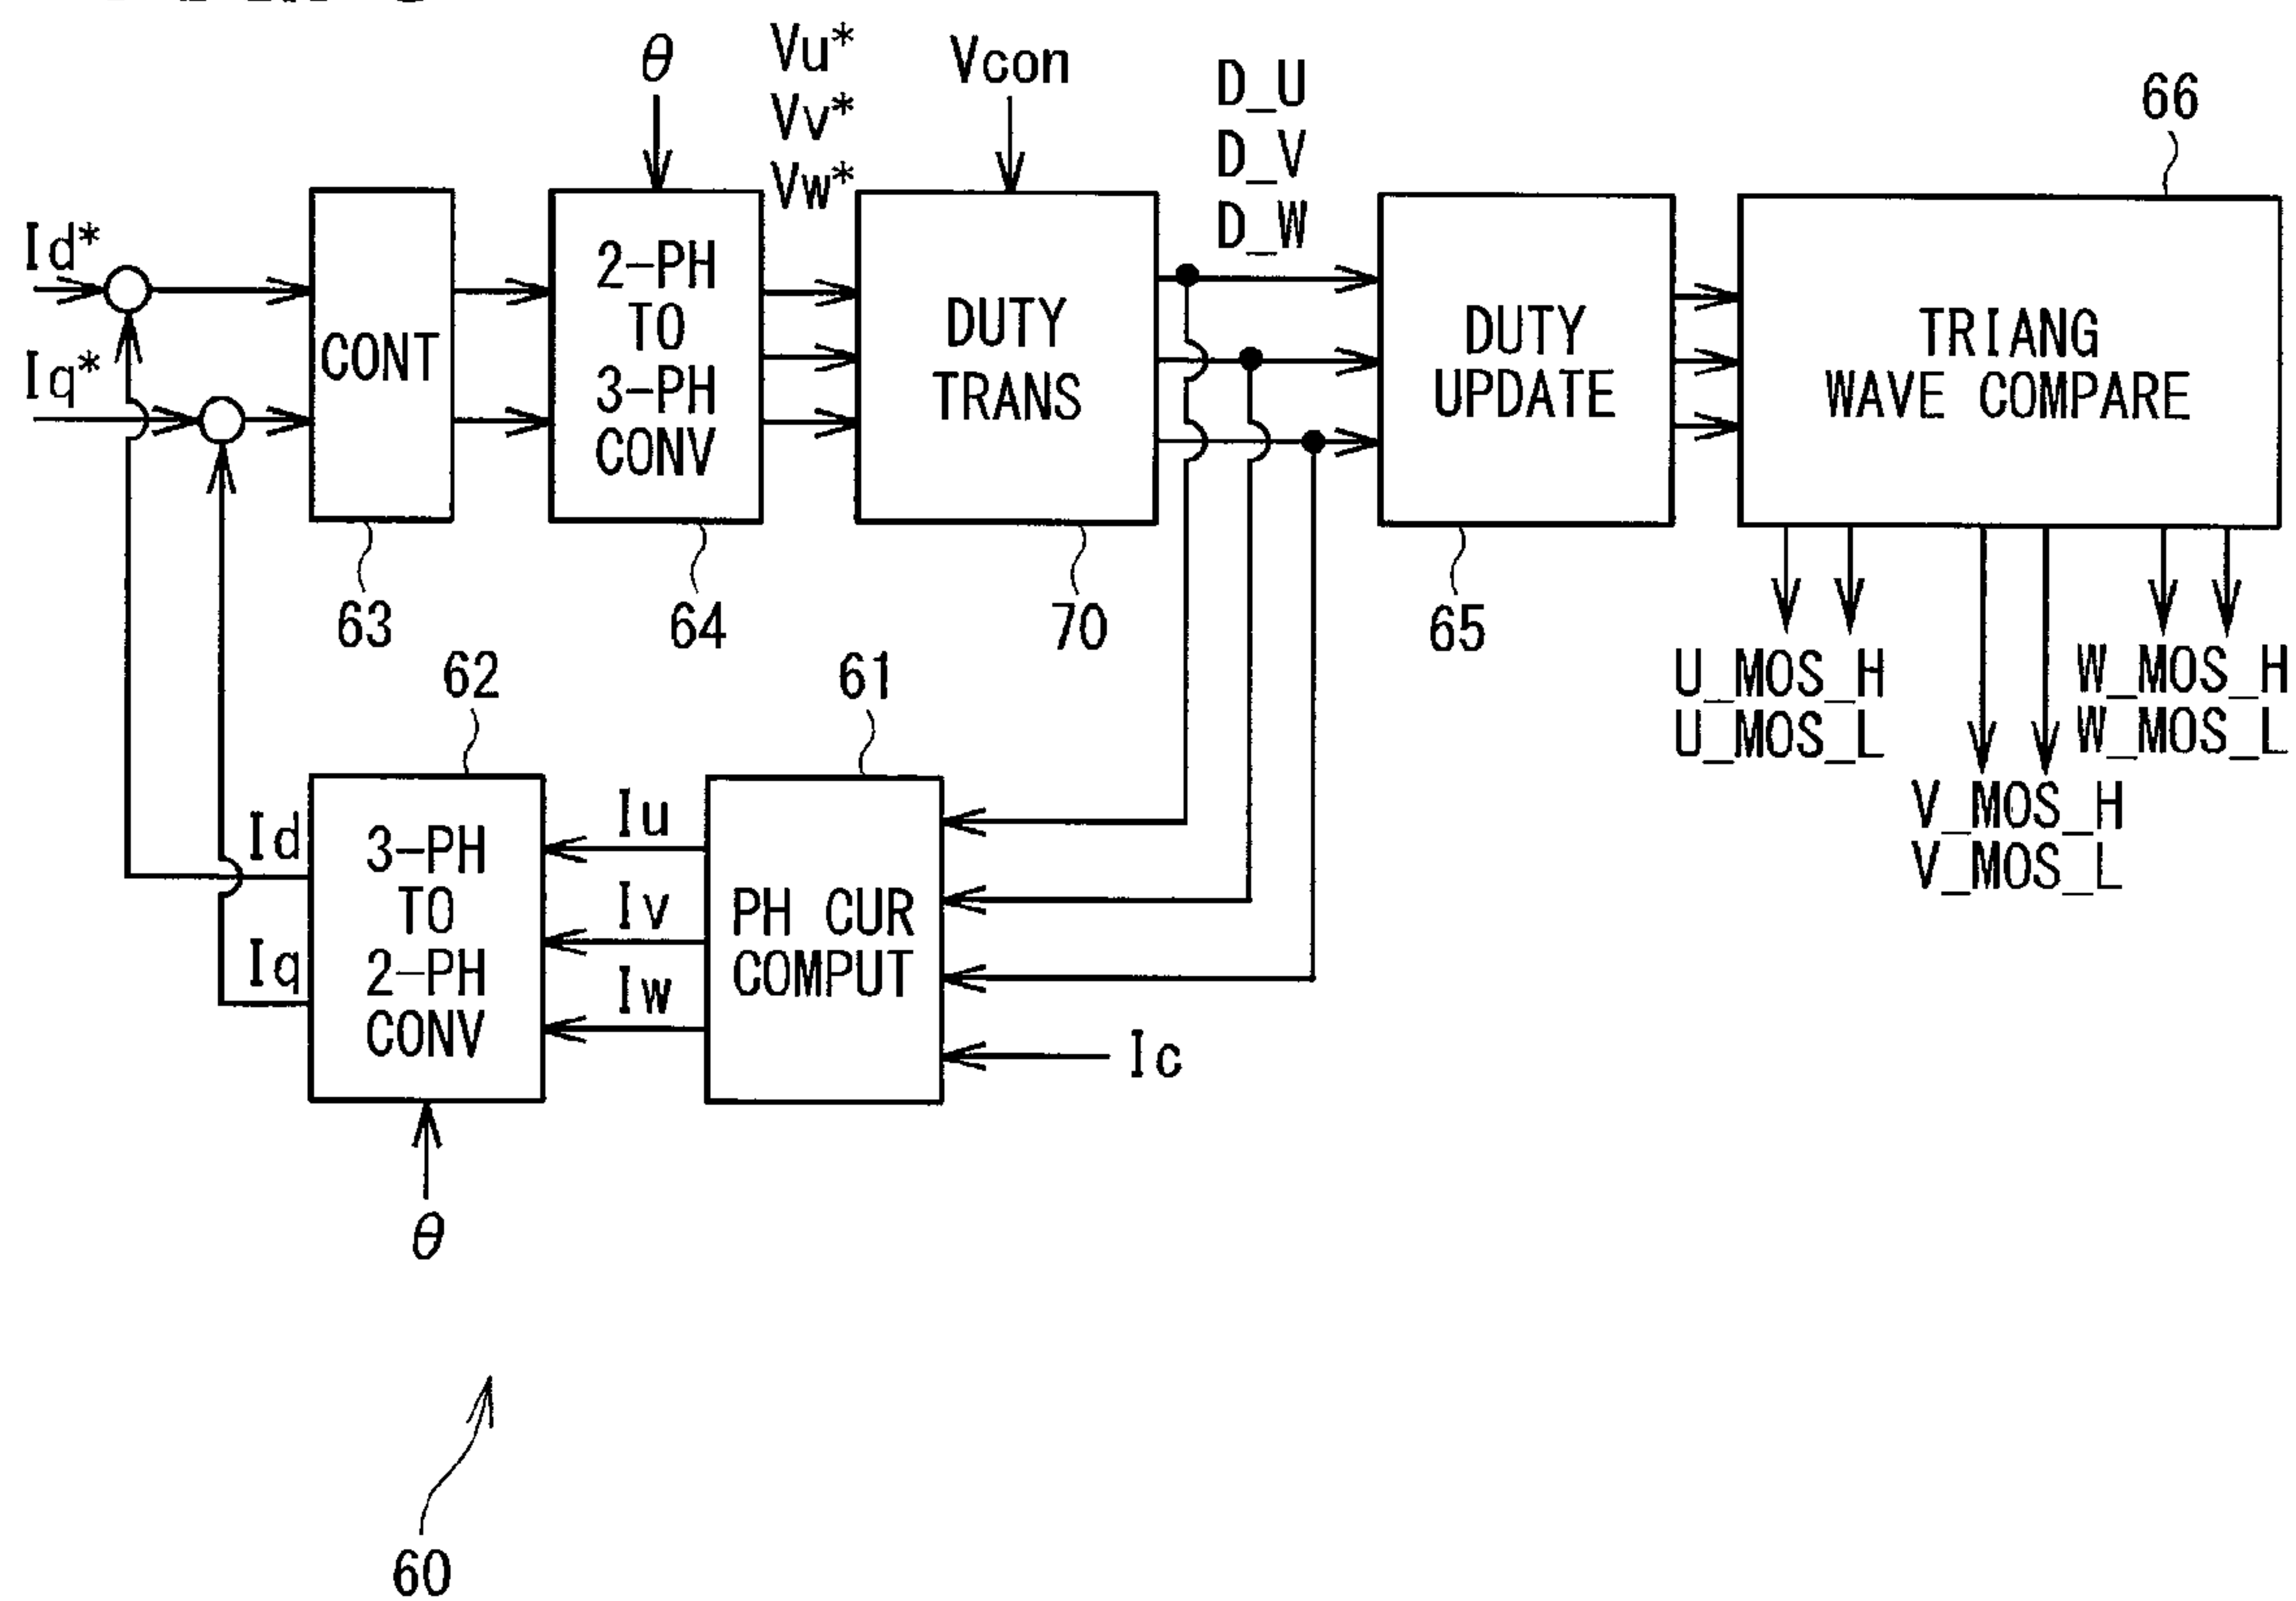 θ
Vu*
Vv*
Vw*
Vcon
D_U
D_V
D_W
66
Id*
Iq*
CONT
2-PH
TO
3-PH
CONV
DUTY
TRANS
DUTY
UPDATE
TRIANG
WAVE COMPARE
63
64
70
65
U_MOS_H
U_MOS_L
W_MOS_H
W_MOS_L
V_MOS_H
V_MOS_L
62
61
Id
Iq
3-PH
TO
2-PH
CONV
Iu
Iv
Iw
PH CUR
COMPUT
Ic
θ
60